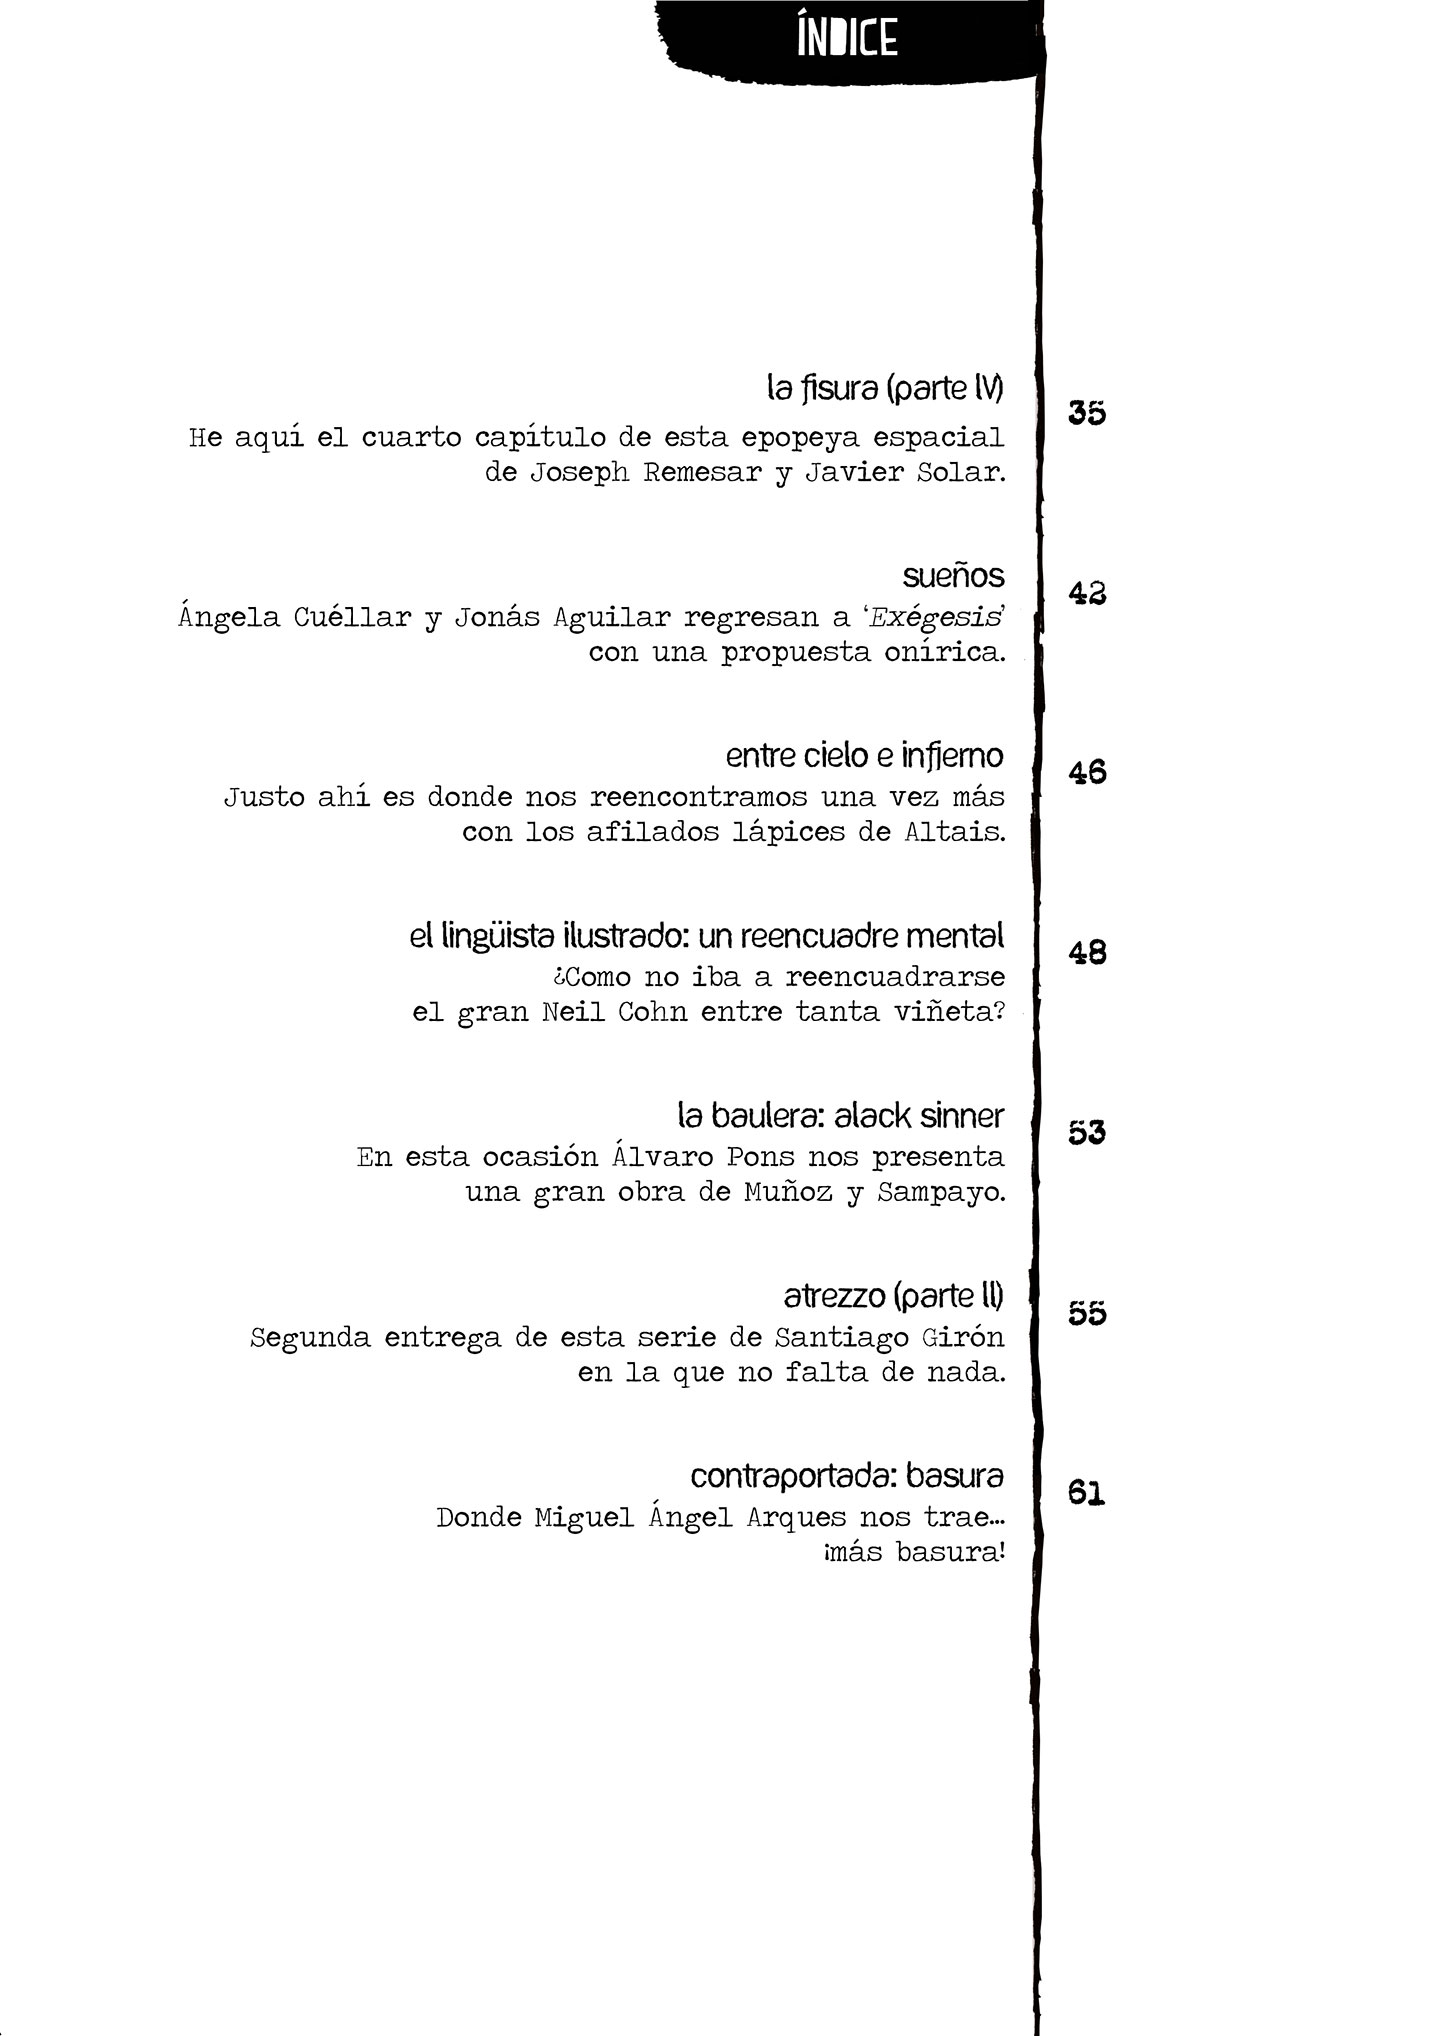 ÍNDICE
la fisura (parte IV)
35
He aquí el cuarto capítulo de esta epopeya espacial
de Joseph Remesar y Javier Solar.
sueños
42
Ángela Cuéllar y Jonás Aguilar regresan a ‘Exégesis’
con una propuesta onírica.
entre cielo e infierno
46
Justo ahí es donde nos reencontramos una vez más
con los afilados lápices de Altais.
el lingüista ilustrado: un reencuadre mental
48
¿Como no iba a reencuadrarse
el gran Neil Cohn entre tanta viñeta?
la baulera: alack sinner
53
En esta ocasión Álvaro Pons nos presenta
una gran obra de Muñoz y Sampayo.
atrezzo (parte II)
55
Segunda entrega de esta serie de Santiago Girón
en la que no falta de nada.
contraportada: basura
61
Donde Miguel Ángel Arques nos trae…
¡más basura!